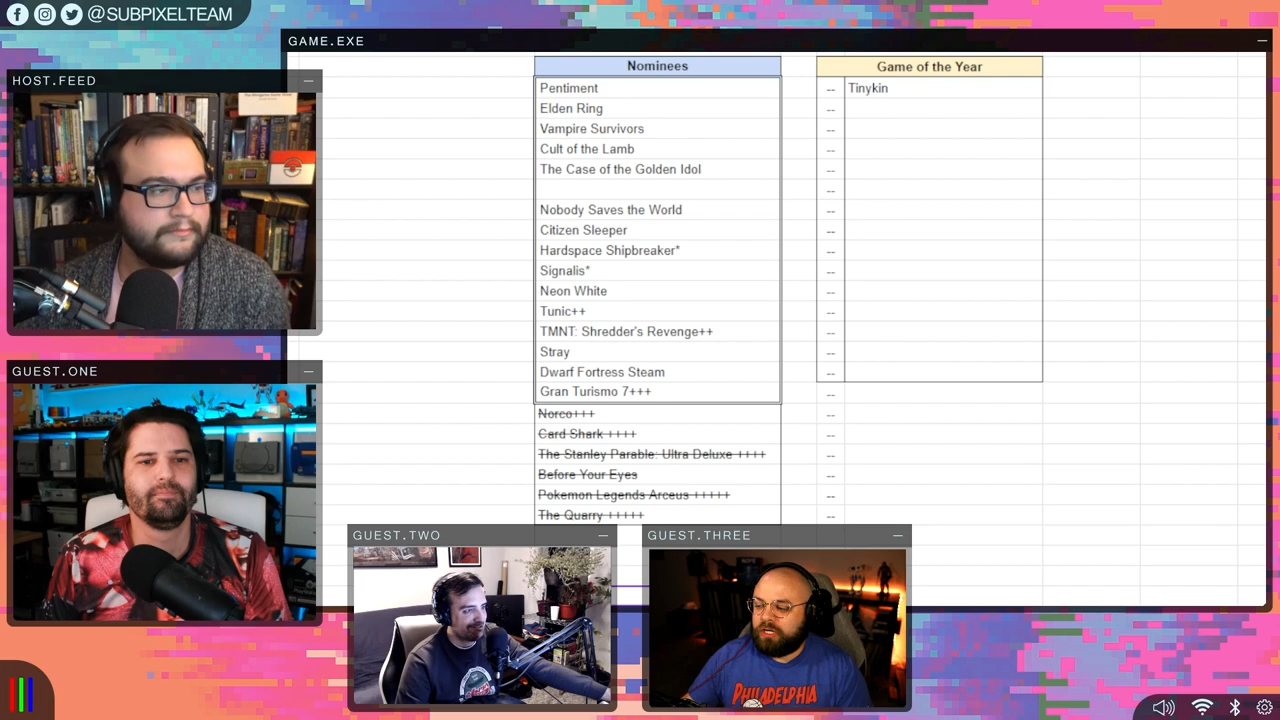 @SUBPIXELTEAM
GAME.EXE
HOST.FEED
Nominees
Game of the Year
Pentiment
-- Tinykin
Elden Ring
--
Vampire Survivors
--
Cult of the Lamb
--
The Case of the Golden Idol
--
--
Nobody Saves the World
--
Citizen Sleeper
--
Hardspace Shipbreaker*
--
Signalis*
--
Neon White
--
Tunic++
--
TMNT: Shredder's Revenge++
--
Stray
--
Dwarf Fortress Steam
--
Gran Turismo 7+++
--
Norco+++
--
Card Shark ++++
--
The Stanley Parable: Ultra Deluxe ++++
--
Before Your Eyes
--
Pokemon Legends Arceus +++++
--
The Quarry +++++
--
GUEST.ONE
GUEST.TWO
GUEST.THREE
PHILADELPHIA